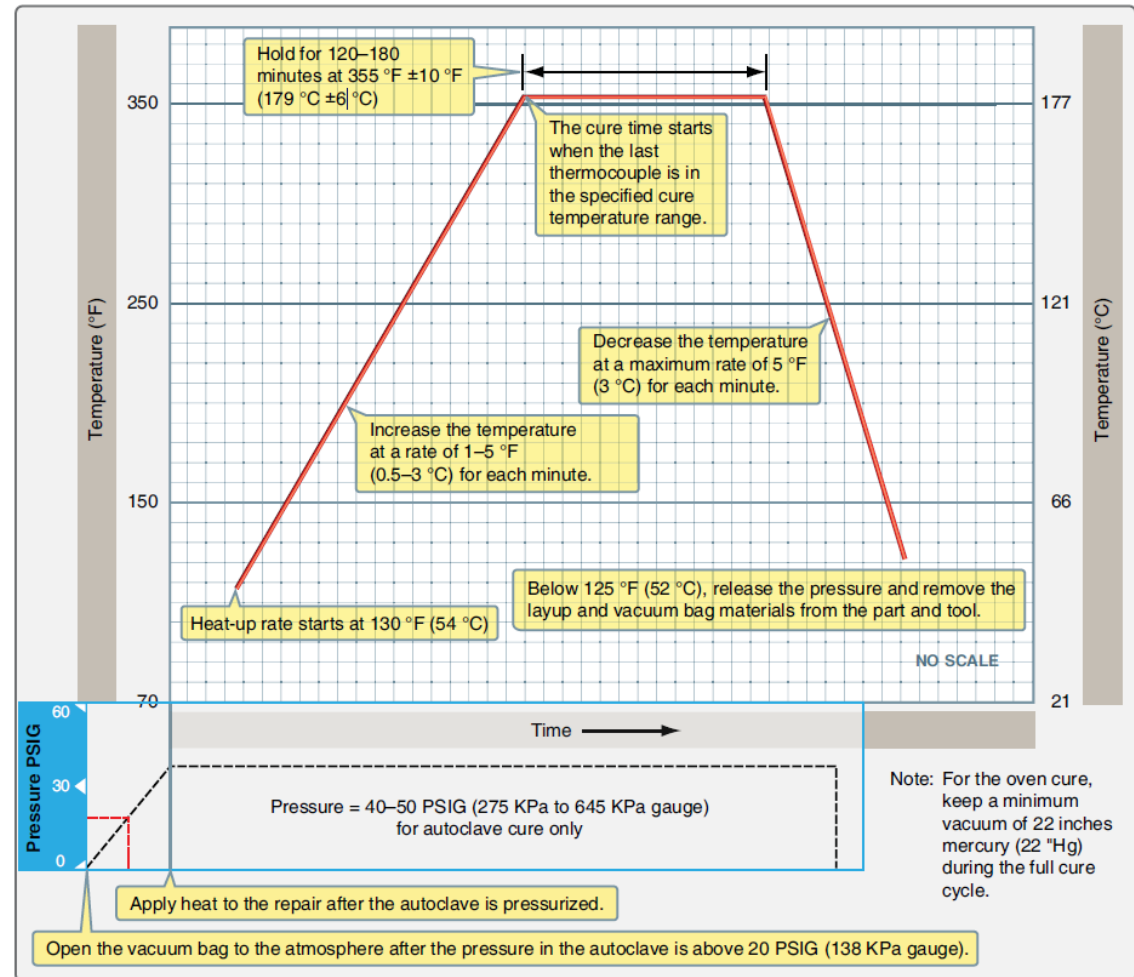 Hold for 120–180
minutes at 355 °F ±10 °F
(179 °C ±6 °C)
350
177
The cure time starts
when the last
thermocouple is in
the specified cure
temperature range.
Temperature (°F)
Temperature (°C)
250
121
Decrease the temperature
at a maximum rate of 5 °F
(3 °C) for each minute.
Increase the temperature
at a rate of 1–5 °F
(0.5–3 °C) for each minute.
150
66
Below 125 °F (52 °C), release the pressure and remove the
layup and vacuum bag materials from the part and tool.
Heat-up rate starts at 130 °F (54 °C)
NO SCALE
70
21
Pressure PSIG
60
30
0
Time
Pressure = 40–50 PSIG (275 KPa to 645 KPa gauge)
for autoclave cure only
Note: For the oven cure,
keep a minimum
vacuum of 22 inches
mercury (22 "Hg)
during the full cure
cycle.
Apply heat to the repair after the autoclave is pressurized.
Open the vacuum bag to the atmosphere after the pressure in the autoclave is above 20 PSIG (138 KPa gauge).